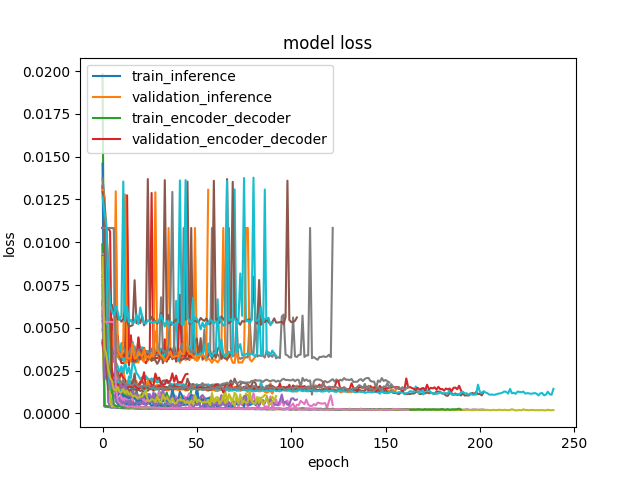 model loss
train_inference
validation_inference
train_encoder_decoder
validation_encoder_decoder
loss
0.0200
0.0175
0.0150
0.0125
0.0100
0.0075
0.0050
0.0025
0.0000
0 50 100 150 200 250
epoch